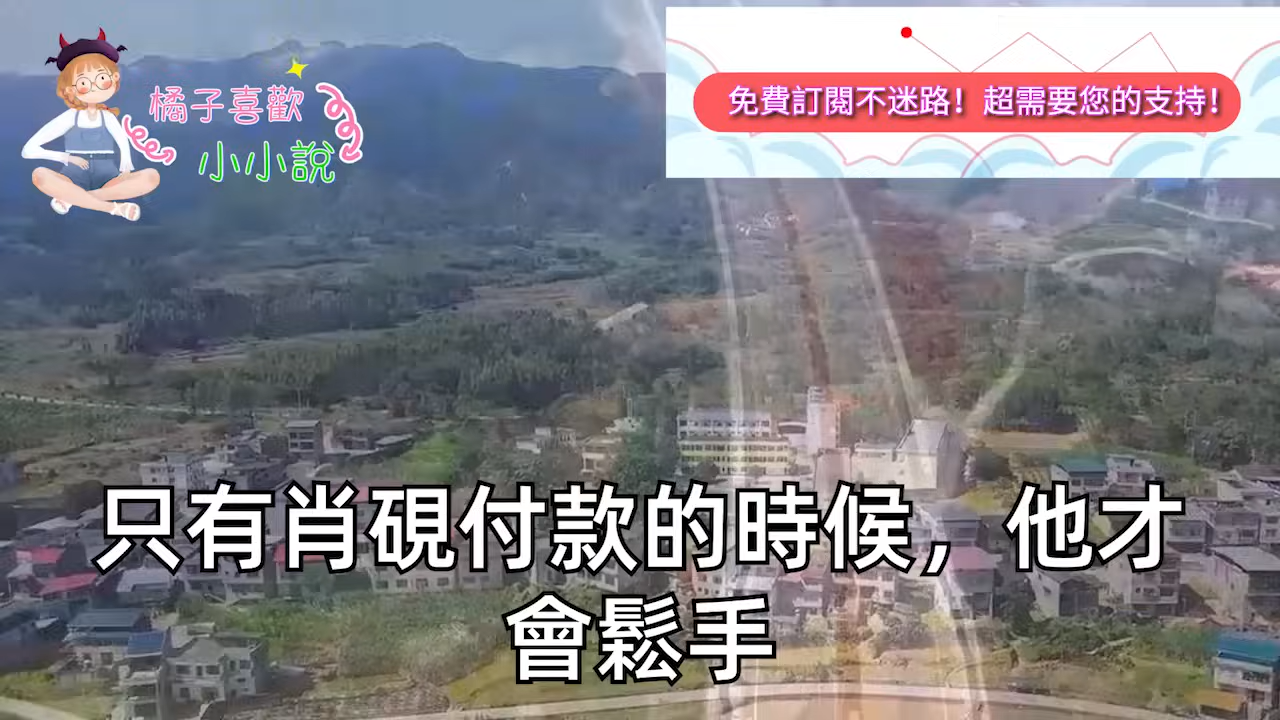 橘子喜歡
小小說
免費訂閱不迷路！超需要您的支持！
只有肖硯付款的時候，他才
會鬆手